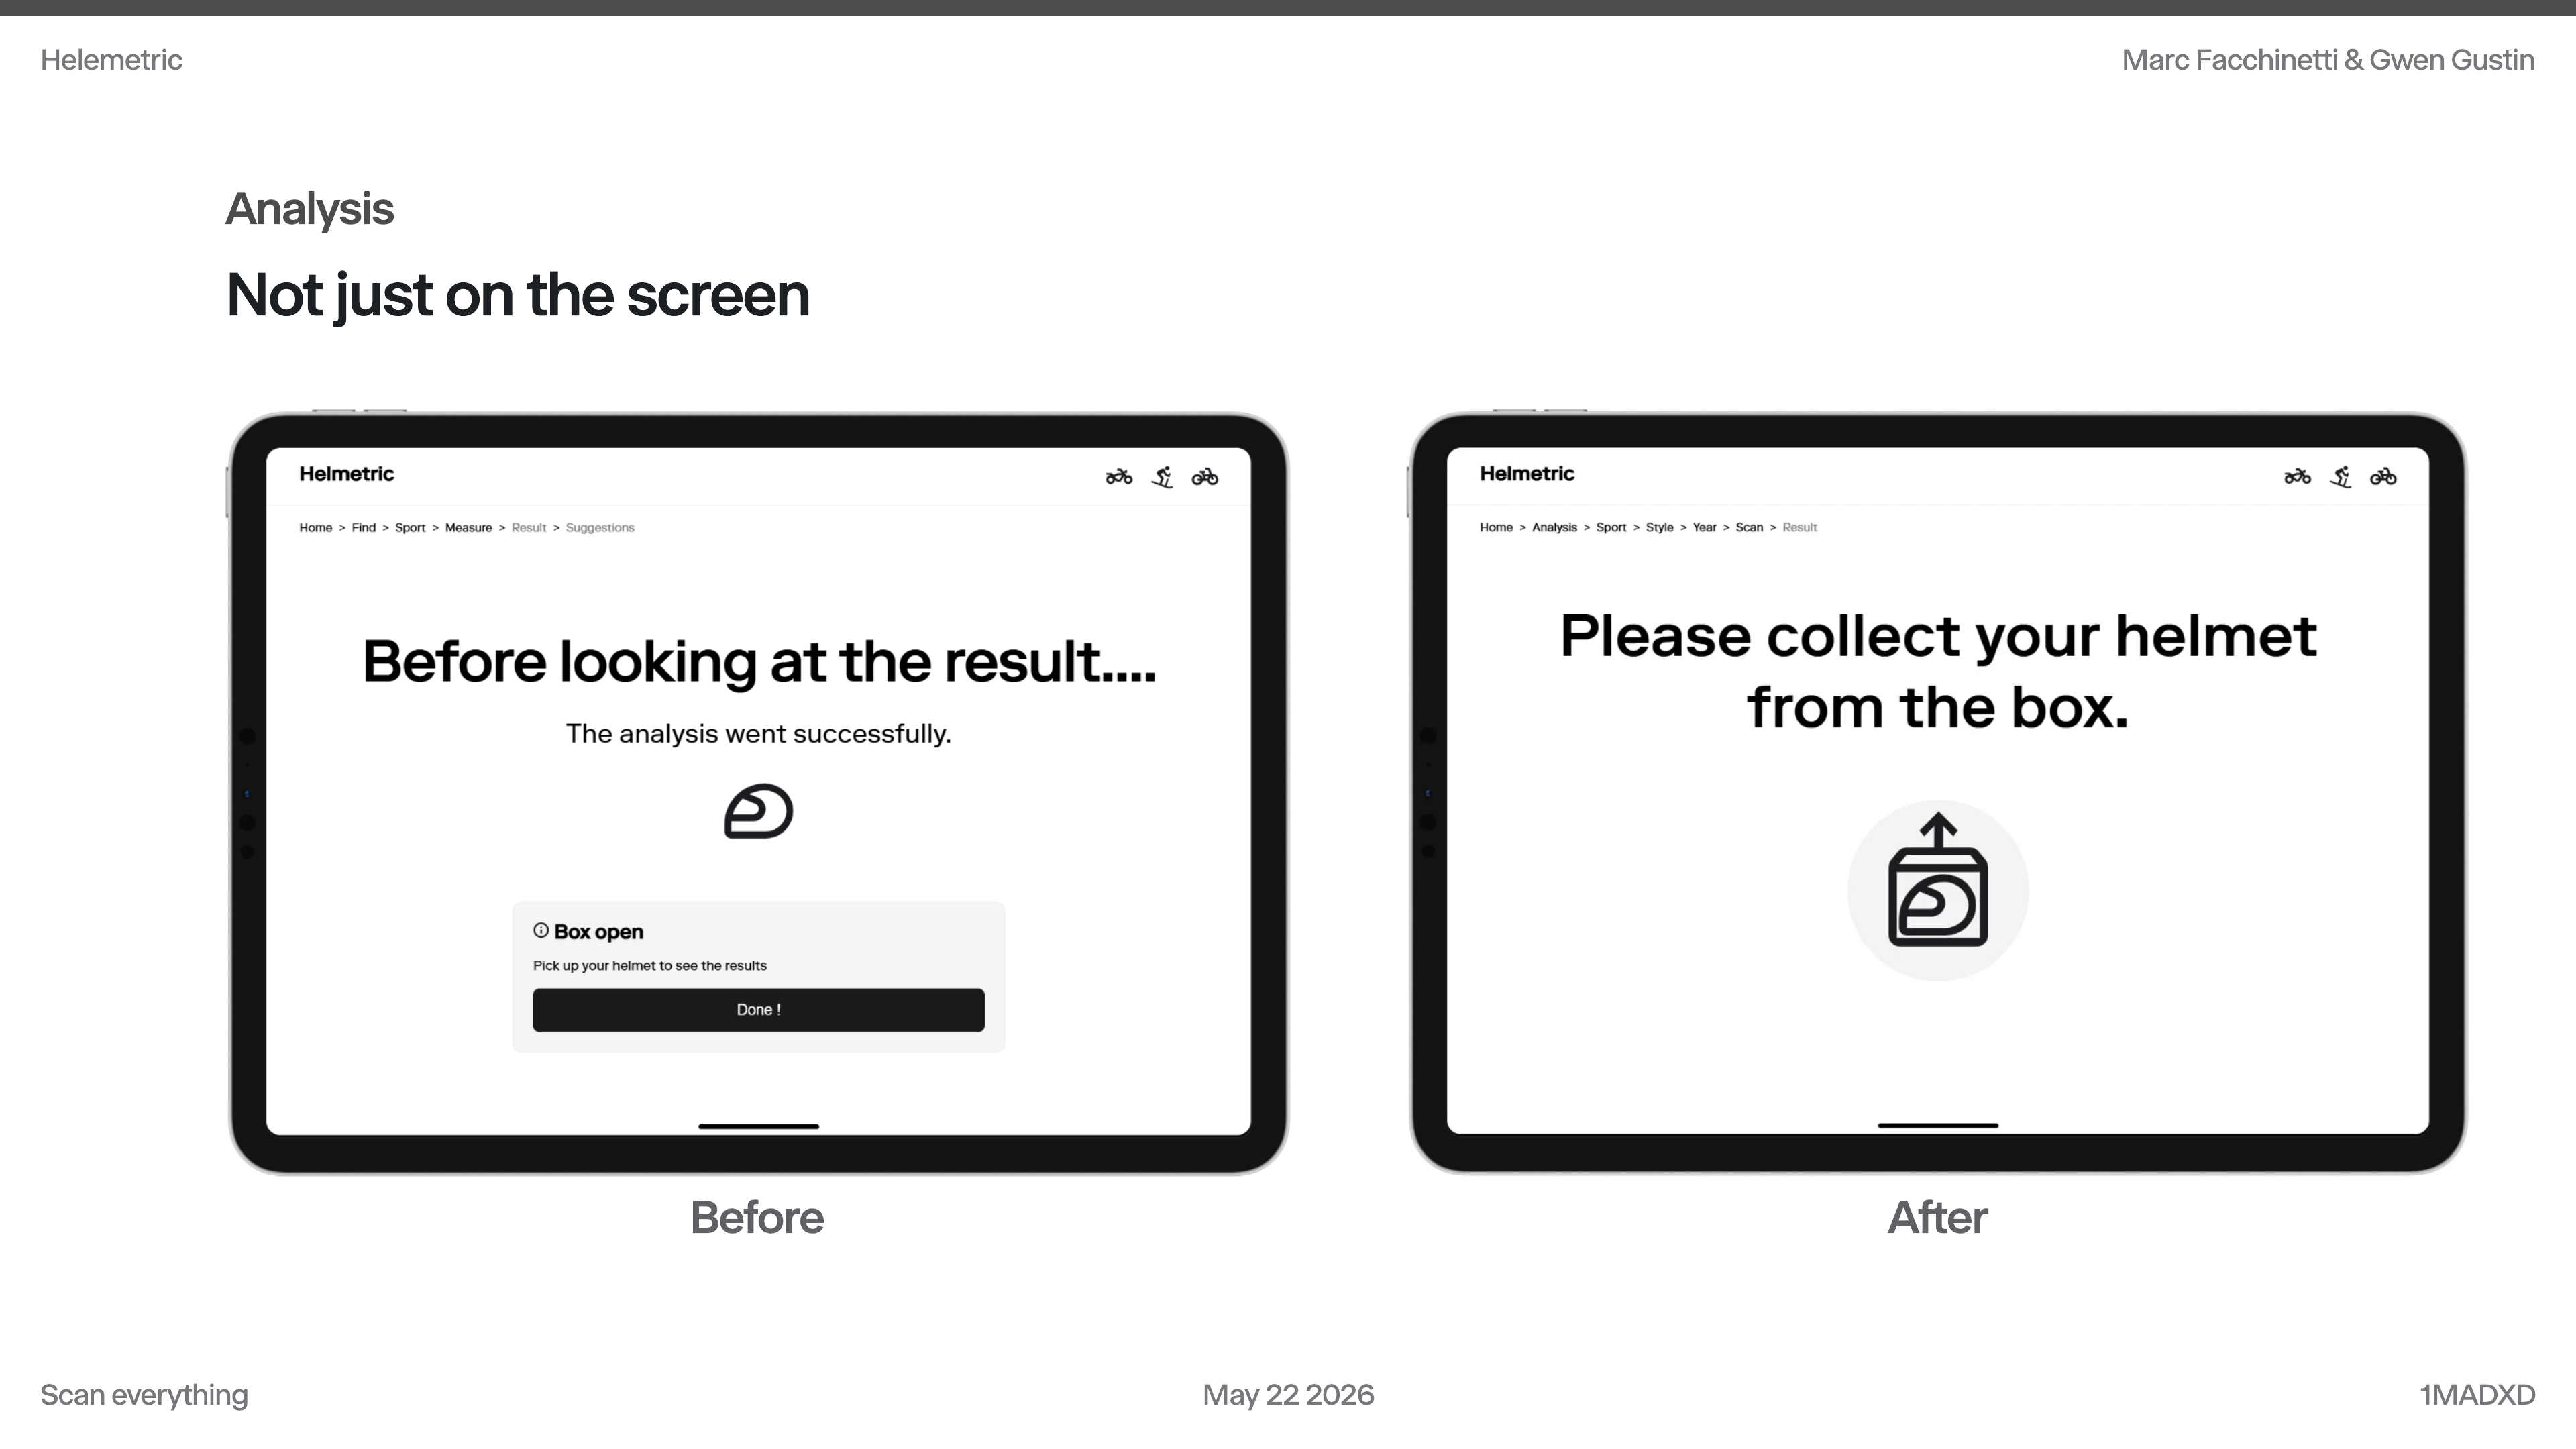 Helemetric
Marc Facchinetti & Gwen Gustin
Analysis
Not just on the screen
Helmetric
Home > Find > Sport > Measure > Result > Suggestions
Before looking at the result....
The analysis went successfully.
Box open
Pick up your helmet to see the results
Done !
Before
Helmetric
Home > Analysis > Sport > Style > Year > Scan > Result
Please collect your helmet
from the box.
After
Scan everything
May 22 2026
1MADXD